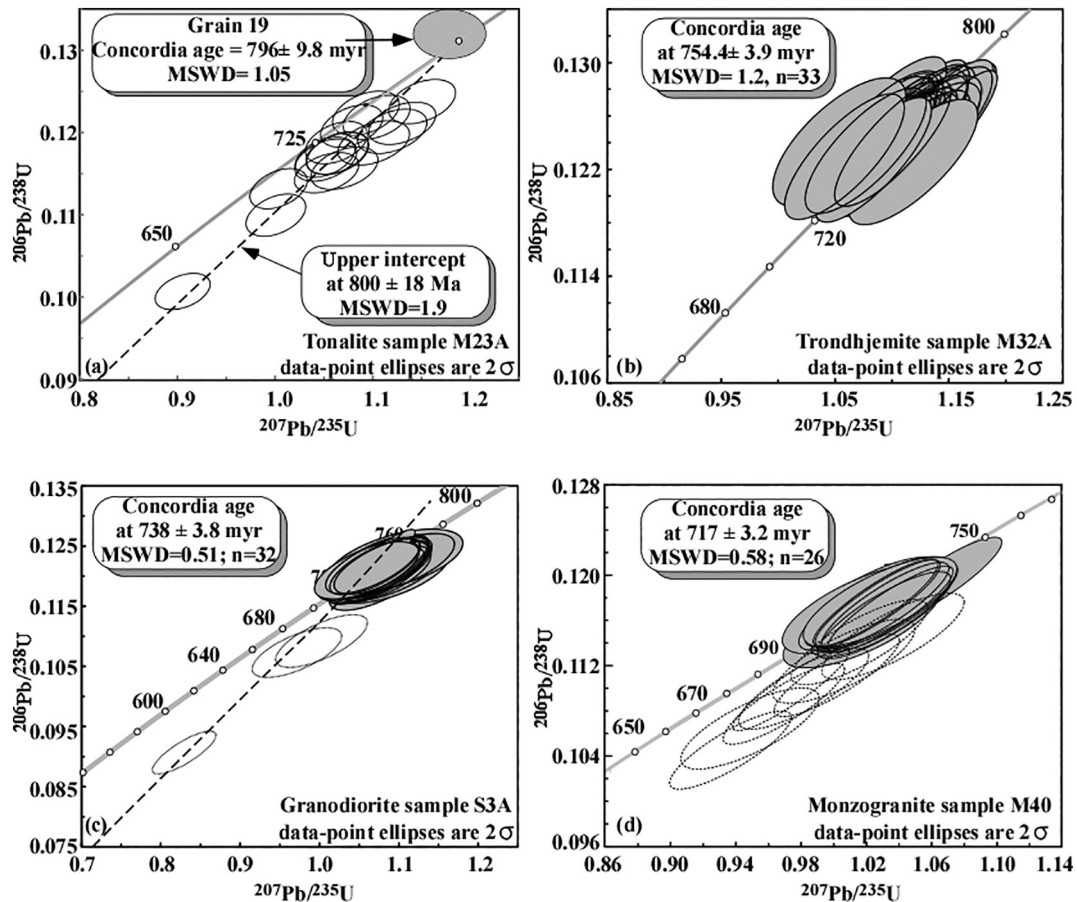 0.13
0.12
0.11
0.10
0.09
206Pb/238U
Grain 19
Concordia age = 796± 9.8 myr
MSWD= 1.05
725
650
Upper intercept
at 800 ± 18 Ma
MSWD=1.9
Tonalite sample M23A
(a) data-point ellipses are 2 σ
0.8 0.9 1.0 1.1 1.2
207Pb/235U
0.130
0.122
0.114
0.106
206Pb/238U
Concordia age
at 754.4± 3.9 myr
MSWD= 1.2, n=33
800
720
680
Trondhjemite sample M32A
(b) data-point ellipses are 2 σ
0.85 0.95 1.05 1.15 1.25
207Pb/235U
0.135
0.125
0.115
0.105
0.095
0.085
0.075
206Pb/238U
Concordia age
at 738 ± 3.8 myr
MSWD=0.51; n=32
800
760
680
640
600
Granodiorite sample S3A
(c) data-point ellipses are 2 σ
0.7 0.8 0.9 1.0 1.1 1.2
207Pb/235U
0.128
0.120
0.112
0.104
0.096
206Pb/238U
Concordia age
at 717 ± 3.2 myr
MSWD=0.58; n=26
750
690
670
650
Monzogranite sample M40
(d) data-point ellipses are 2 σ
0.86 0.90 0.94 0.98 1.02 1.06 1.10 1.14
207Pb/235U